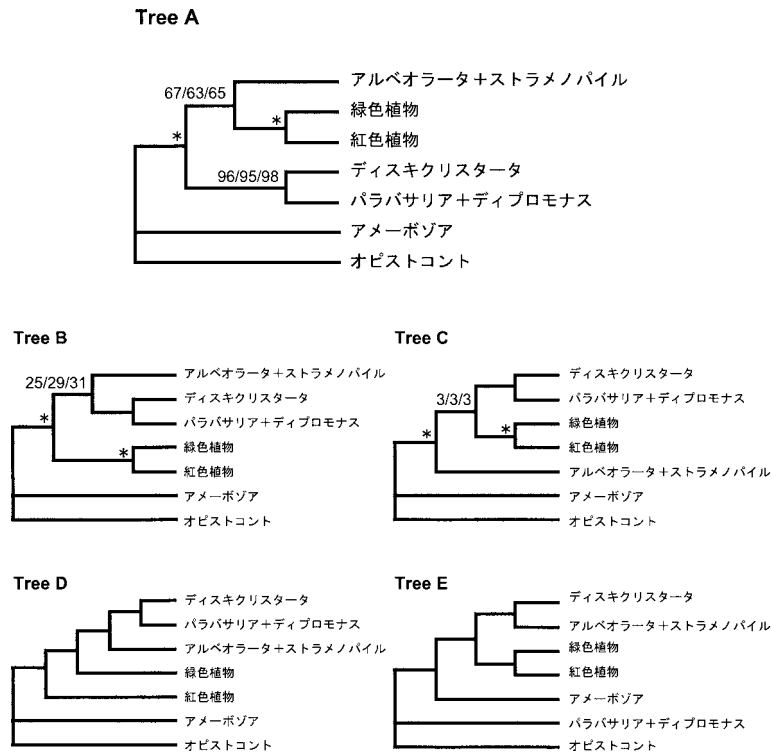 Tree A
アルベオラータ＋ストラメノパイル
67/63/65
緑色植物
*
紅色植物
*
ディスキクリスタータ
96/95/98
パラバサリア＋ディプロモナス
アメーボゾア
オピストコント
Tree B
アルベオラータ＋ストラメノパイル
25/29/31
ディスキクリスタータ
パラバサリア＋ディプロモナス
*
緑色植物
*
紅色植物
アメーボゾア
オピストコント
Tree C
ディスキクリスタータ
パラバサリア＋ディプロモナス
3/3/3
緑色植物
*
*
紅色植物
アルベオラータ＋ストラメノパイル
アメーボゾア
オピストコント
Tree D
ディスキクリスタータ
パラバサリア＋ディプロモナス
アルベオラータ＋ストラメノパイル
緑色植物
紅色植物
アメーボゾア
オピストコント
Tree E
ディスキクリスタータ
アルベオラータ＋ストラメノパイル
緑色植物
紅色植物
アメーボゾア
パラバサリア＋ディプロモナス
オピストコント